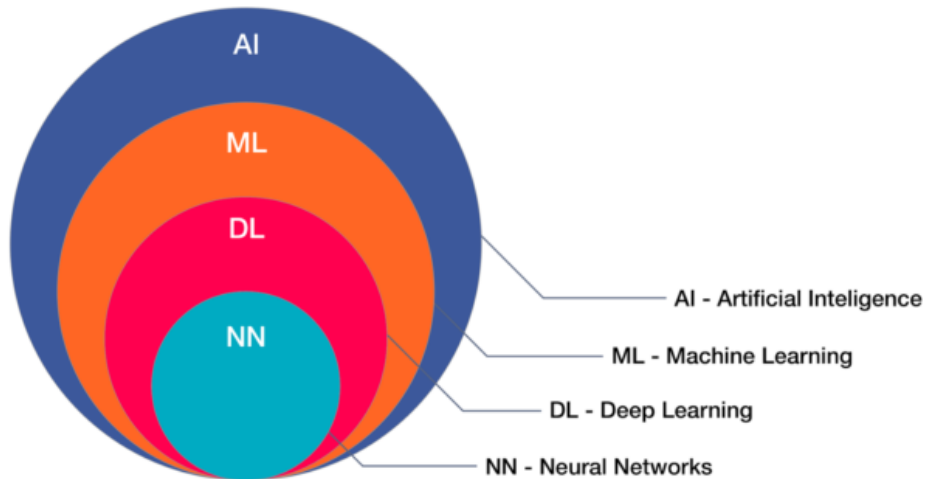 AI
ML
DL
NN
AI - Artificial Inteligence
ML - Machine Learning
DL - Deep Learning
NN - Neural Networks